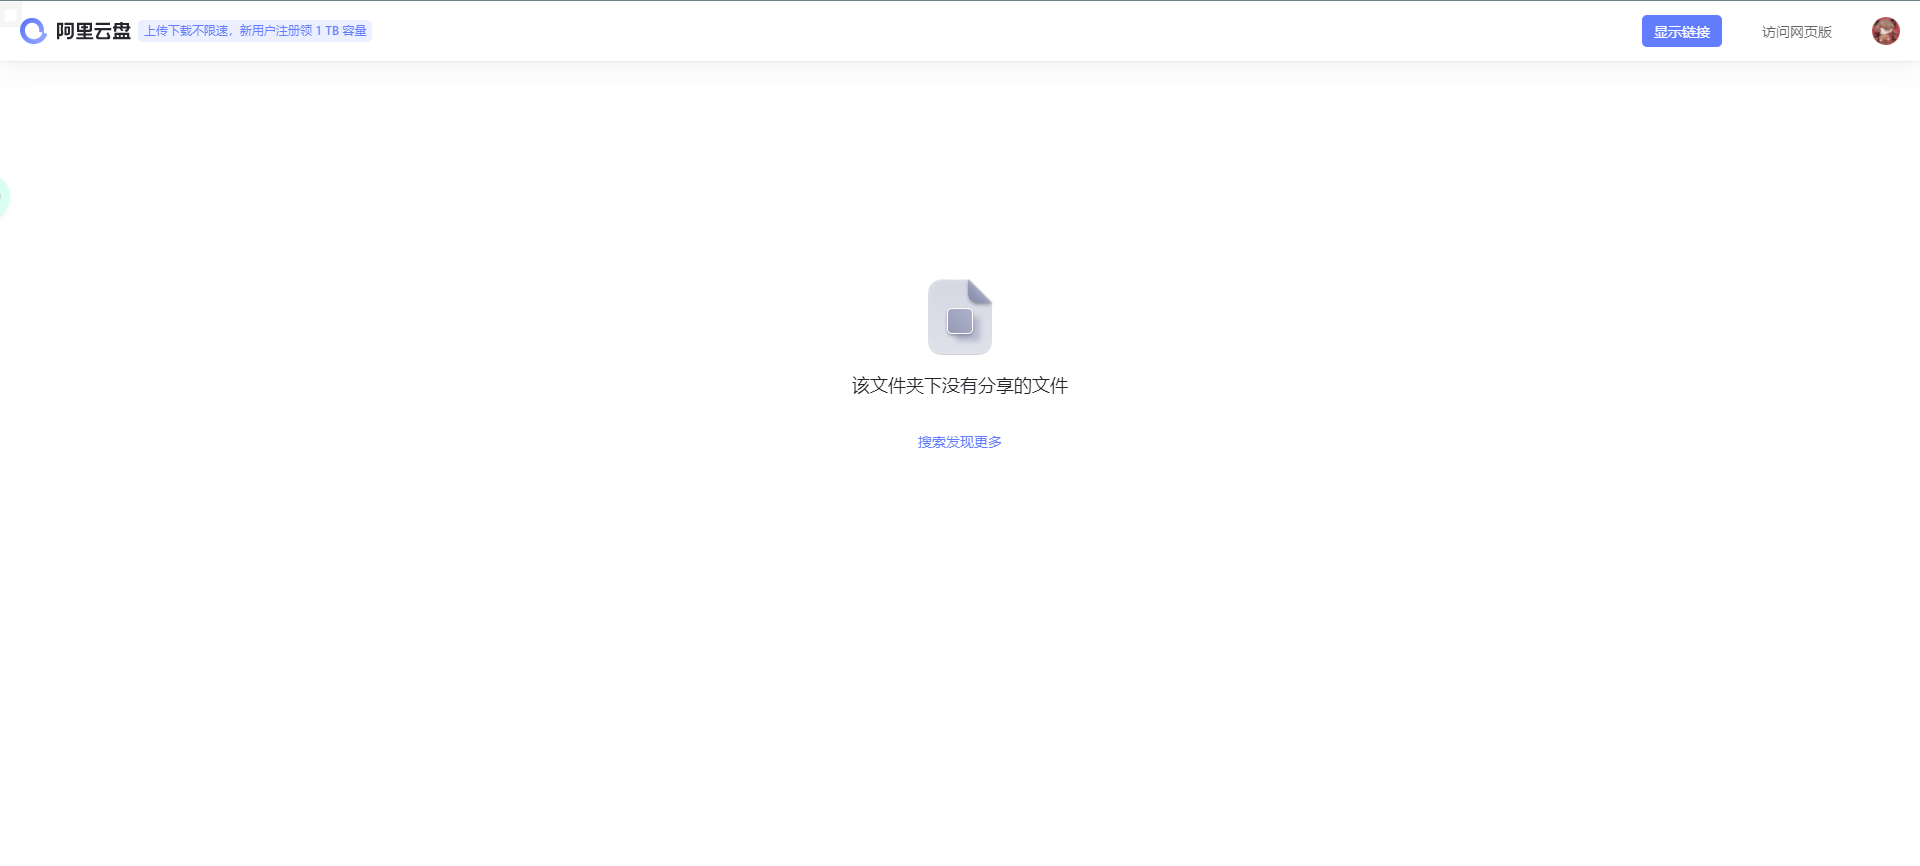 阿里云盘
上传下载不限速，新用户注册领 1 TB 容量
显示链接
访问网页版
该文件夹下没有分享的文件
搜索发现更多